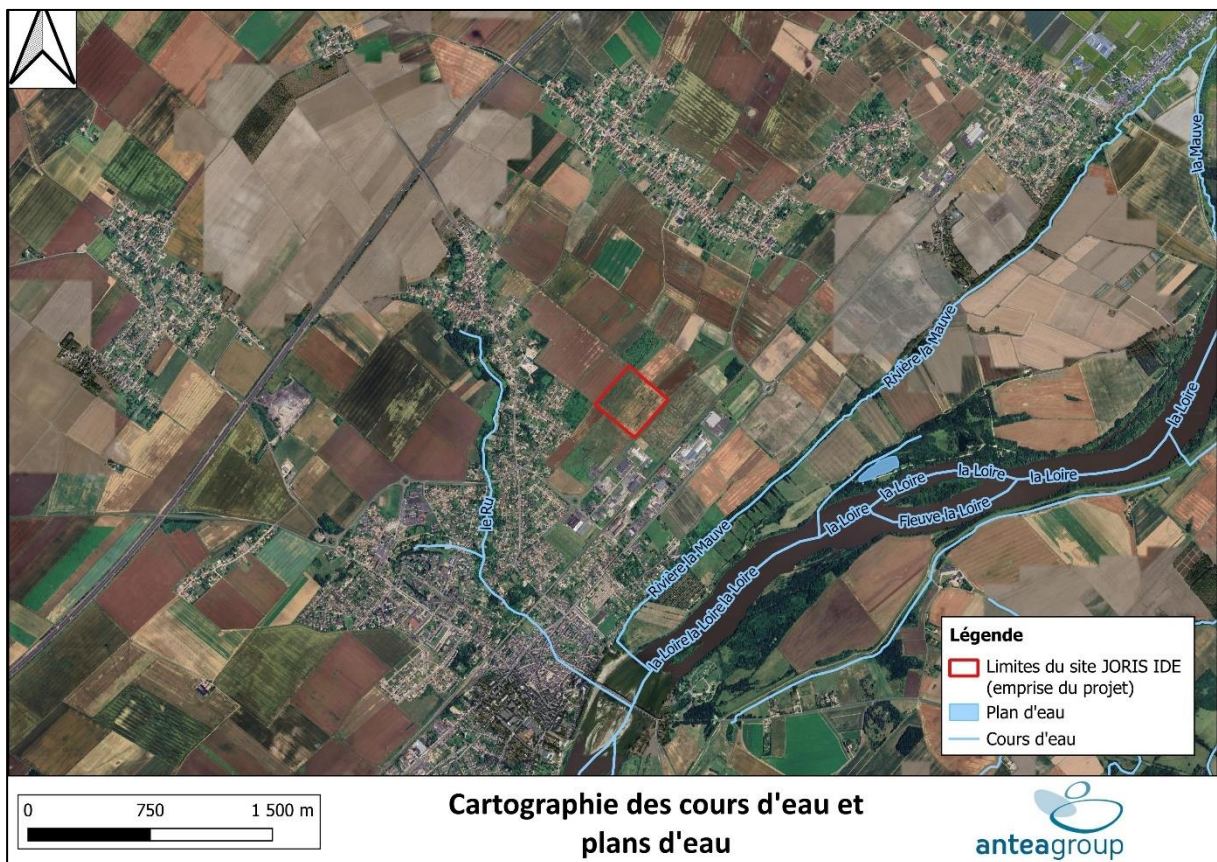 la Mauve
Rivière la Mauve
la Loire
la Loire
la Loire
la Loire
la Loire
Fleuve la Loire
le Ru
Rivière la Mauve
la Loire la Loire la Loire
Légende
Limites du site JORIS IDE
(emprise du projet)
Plan d'eau
Cours d'eau
0 750 1 500 m
Cartographie des cours d'eau et
plans d'eau
anteagroup